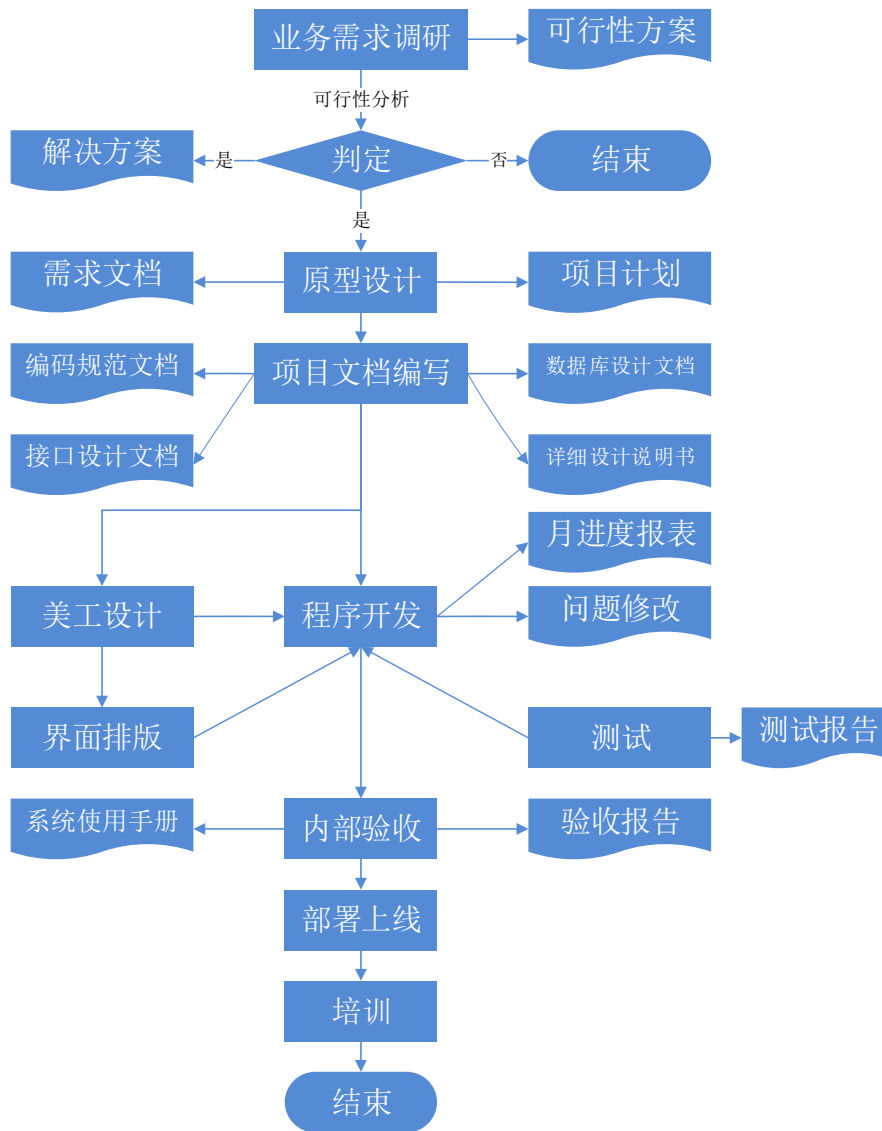 业务需求调研
可行性方案
可行性分析
解决方案
是
判定
否
结束
是
需求文档
原型设计
项目计划
编码规范文档
项目文档编写
数据库设计文档
接口设计文档
详细设计说明书
月进度报表
美工设计
程序开发
问题修改
界面排版
测试
测试报告
系统使用手册
内部验收
验收报告
部署上线
培训
结束